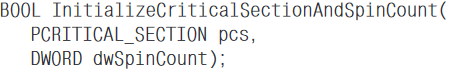 BOOL InitializeCriticalSectionAndSpinCount(
PCRITICAL_SECTION pcs,
DWORD dwSpinCount);